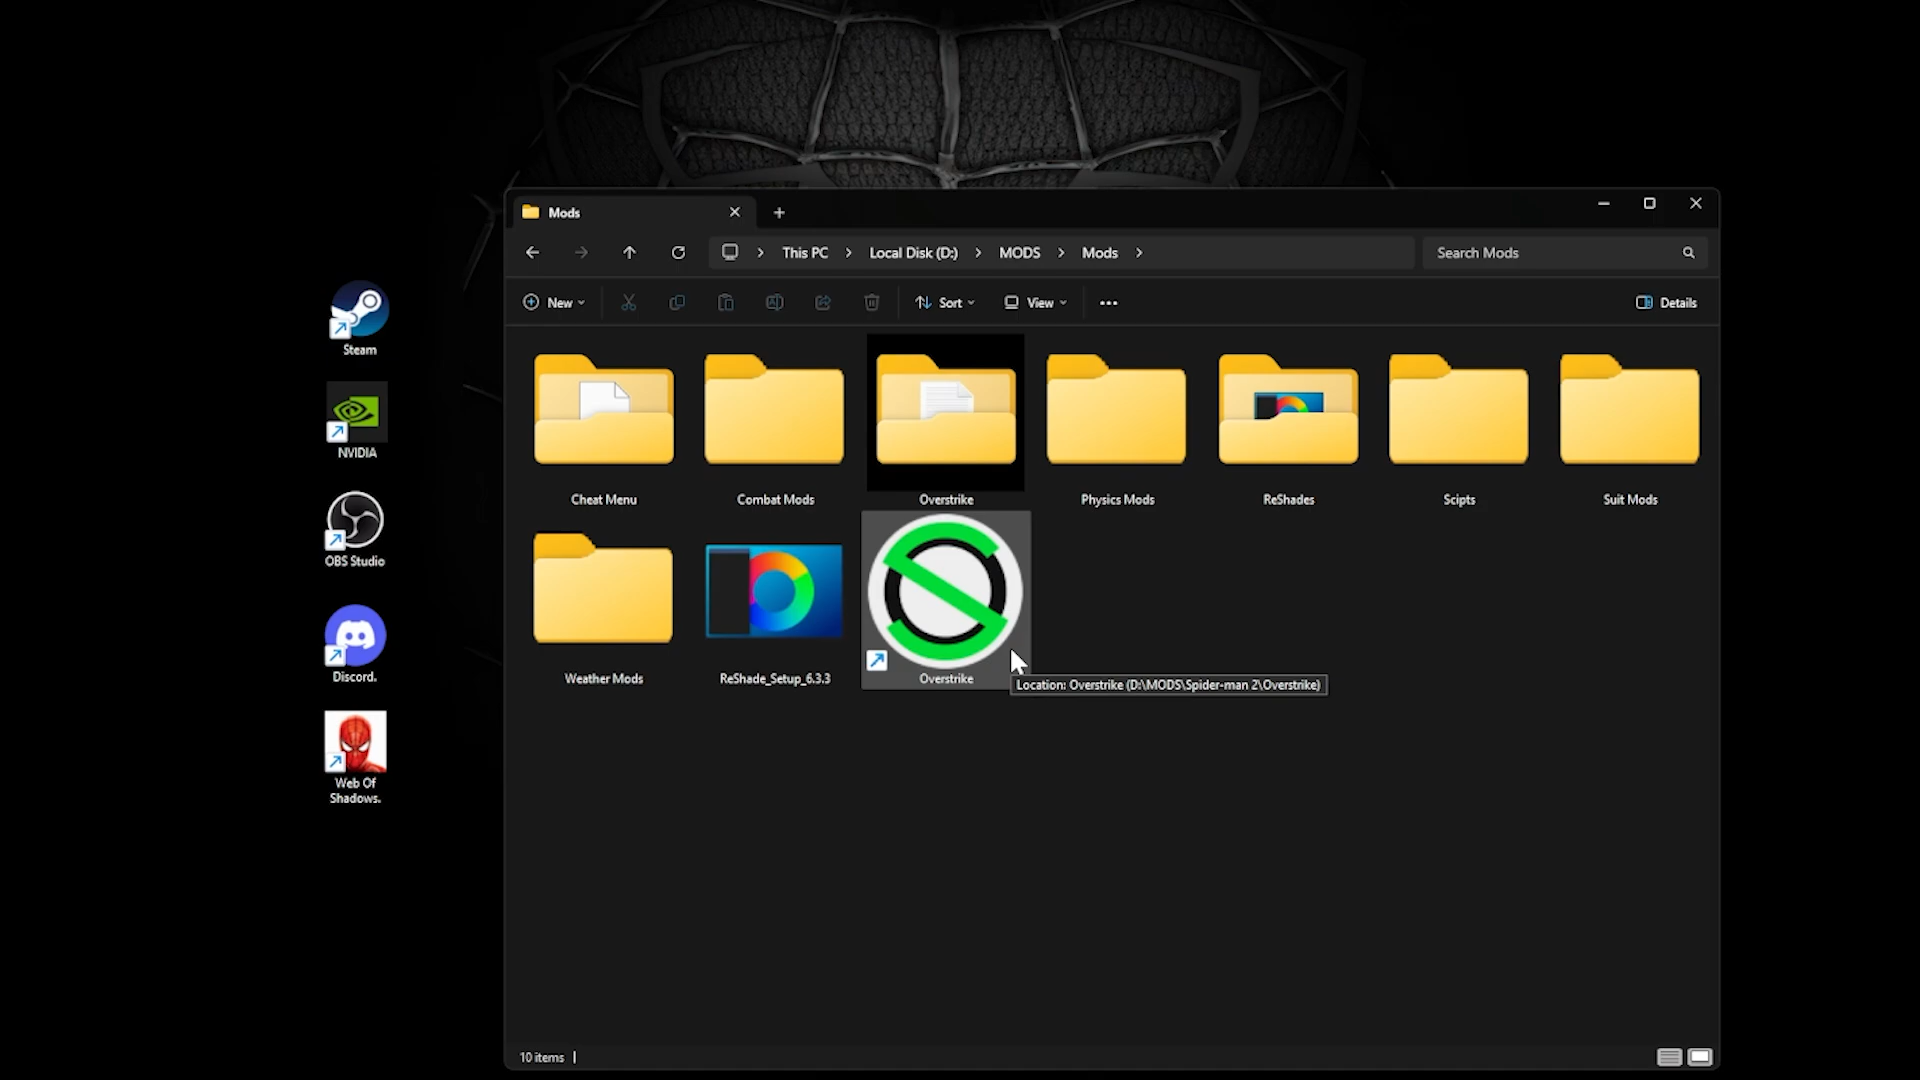 Mods
This PC
Local Disk (D:)
MODS
Mods
Search Mods
New
Sort
View
Details
Steam
NVIDIA
OBS Studio
Discord.
Web Of
Shadows.
Cheat Menu
Combat Mods
Overstrike
Physics Mods
ReShades
Scipts
Suit Mods
Weather Mods
ReShade_Setup_6.3.3
Overstrike
Location: Overstrike (D:\MODS\Spider-man 2\Overstrike)
10 items